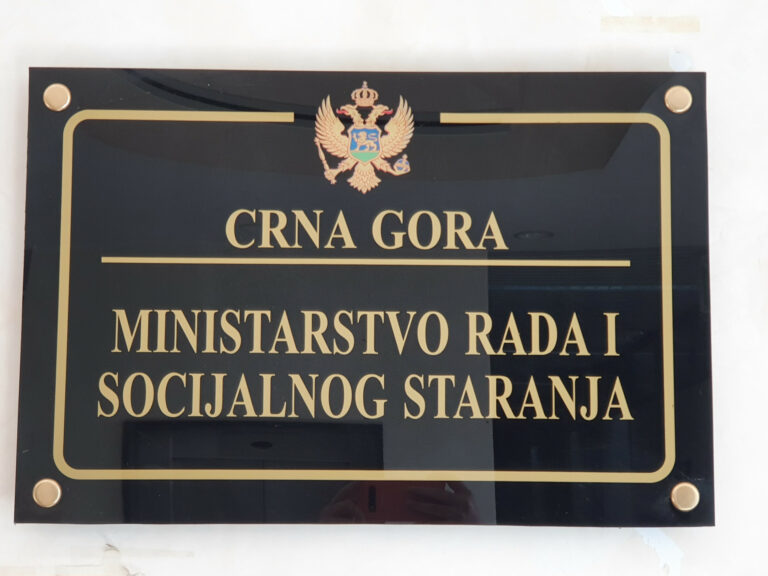 CRNA GORA
MINISTARSTVO RADA I
SOCIJALNOG STARANJA